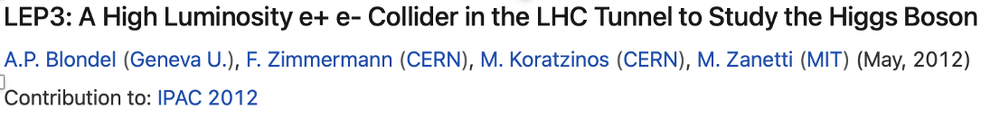 LEP3: A High Luminosity e+ e- Collider in the LHC Tunnel to Study the Higgs Boson
A.P. Blondel (Geneva U.), F. Zimmermann (CERN), M. Koratzinos (CERN), M. Zanetti (MIT) (May, 2012)
Contribution to: IPAC 2012